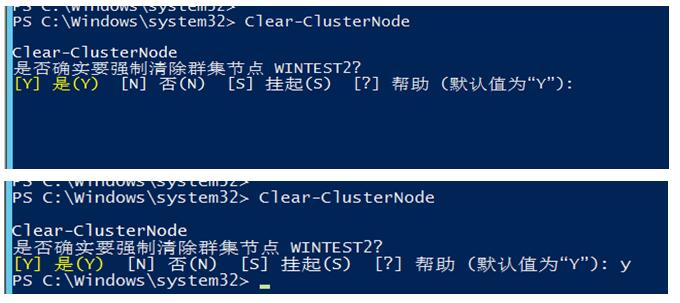 PS C:\Windows\system32>
PS C:\Windows\system32> Clear-ClusterNode
Clear-ClusterNode
是否确实要强制清除群集节点 WINTEST2?
[Y] 是(Y)  [N] 否(N)  [S] 挂起(S)  [?] 帮助 (默认值为“Y”):
PS C:\Windows\system32>
PS C:\Windows\system32> Clear-ClusterNode
Clear-ClusterNode
是否确实要强制清除群集节点 WINTEST2?
[Y] 是(Y)  [N] 否(N)  [S] 挂起(S)  [?] 帮助 (默认值为“Y”): y
PS C:\Windows\system32>